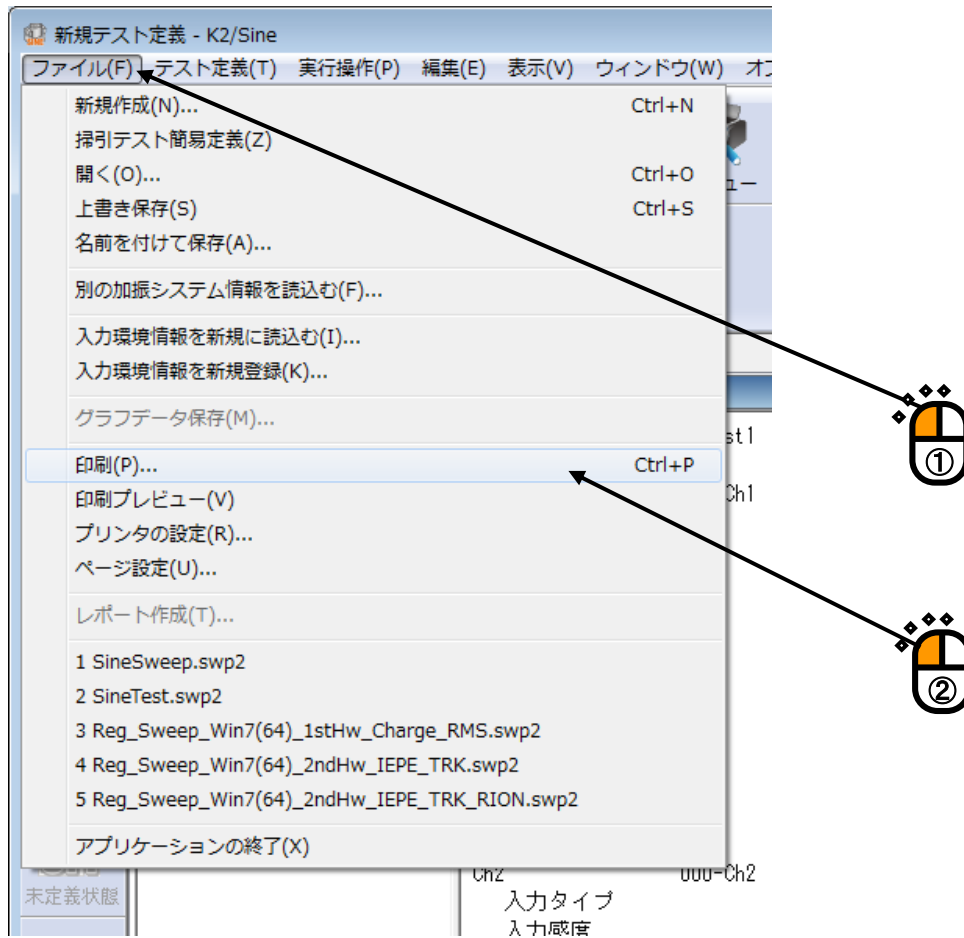 新規テスト定義 - K2/Sine
ファイル(F) テスト定義(T) 実行操作(P) 編集(E) 表示(V) ウィンドウ(W) オプ
新規作成(N)... Ctrl+N
掃引テスト簡易定義(Z)
開く(O)... Ctrl+O
ュー
上書き保存(S) Ctrl+S
名前を付けて保存(A)...
別の加振システム情報を読込む(F)...
入力環境情報を新規に読込む(I)...
入力環境情報を新規登録(K)...
グラフデータ保存(M)...
st1
①
印刷(P)... Ctrl+P
印刷プレビュー(V)
Ch1
プリンタの設定(R)...
ページ設定(U)...
レポート作成(T)...
1 SineSweep.swp2
②
2 SineTest.swp2
3 Reg_Sweep_Win7(64)_1stHw_Charge_RMS.swp2
4 Reg_Sweep_Win7(64)_2ndHw_IEPE_TRK.swp2
5 Reg_Sweep_Win7(64)_2ndHw_IEPE_TRK_RION.swp2
アプリケーションの終了(X)
Ch2 000-Ch2
未定義状態
入力タイプ
入力感度